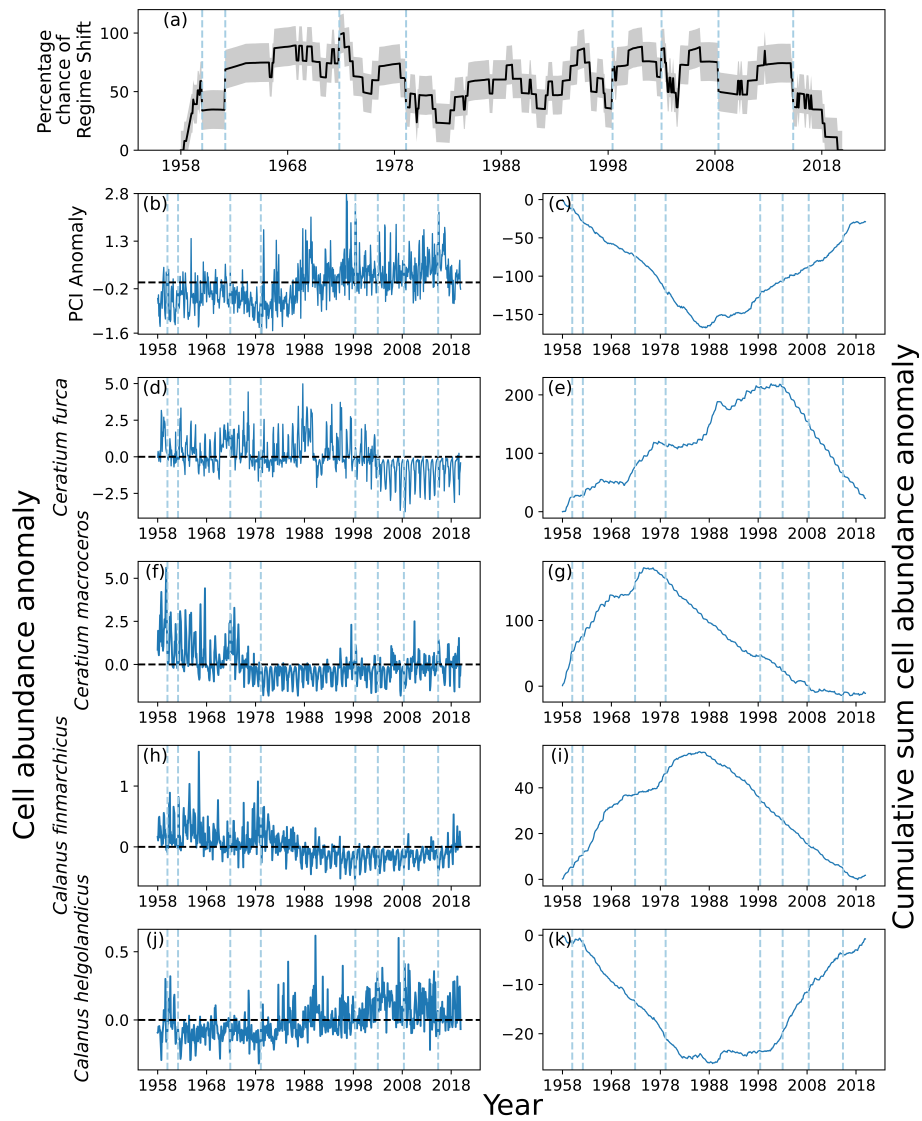 (a)
Percentage
chance of
Regime Shift
100
50
0
1958 1968 1978 1988 1998 2008 2018
(b)
PCI Anomaly
2.8
1.3
−0.2
−1.6
1958 1968 1978 1988 1998 2008 2018
(c)
0
−50
−100
−150
1958 1968 1978 1988 1998 2008 2018
(d)
Ceratium furca
5.0
2.5
0.0
−2.5
1958 1968 1978 1988 1998 2008 2018
(e)
200
100
0
1958 1968 1978 1988 1998 2008 2018
(f)
Ceratium macroceros
5.0
2.5
0.0
1958 1968 1978 1988 1998 2008 2018
(g)
100
0
1958 1968 1978 1988 1998 2008 2018
(h)
Calanus finmarchicus
1
0
1958 1968 1978 1988 1998 2008 2018
(i)
40
20
0
1958 1968 1978 1988 1998 2008 2018
(j)
Calanus helgolandicus
0.5
0.0
1958 1968 1978 1988 1998 2008 2018
(k)
0
−10
−20
1958 1968 1978 1988 1998 2008 2018
Cell abundance anomaly
Cumulative sum cell abundance anomaly
Year